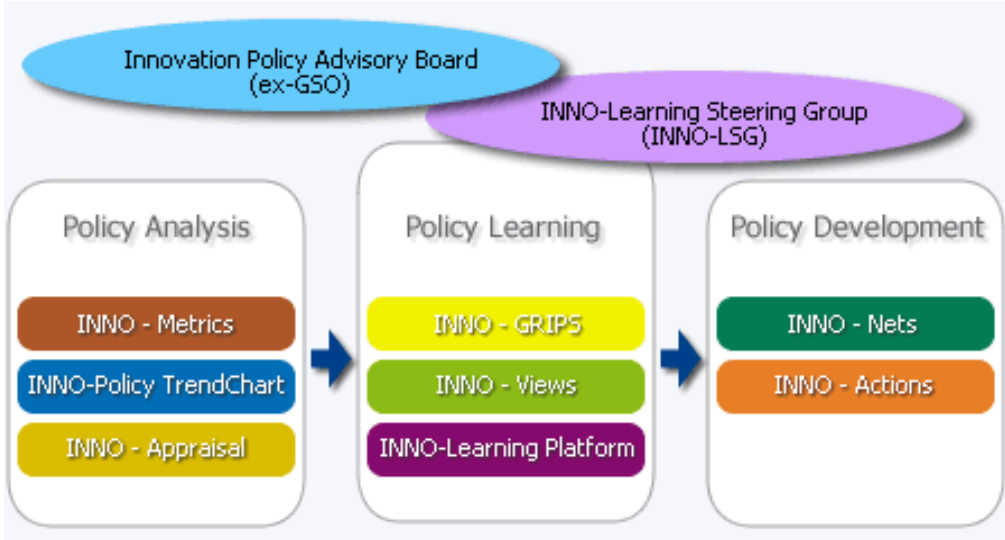 Innovation Policy Advisory Board
(ex-GSO)
INNO-Learning Steering Group
(INNO-LSG)
Policy Analysis
INNO - Metrics
INNO-Policy TrendChart
INNO - Appraisal
Policy Learning
INNO - GRIPS
INNO - Views
INNO-Learning Platform
Policy Development
INNO - Nets
INNO - Actions